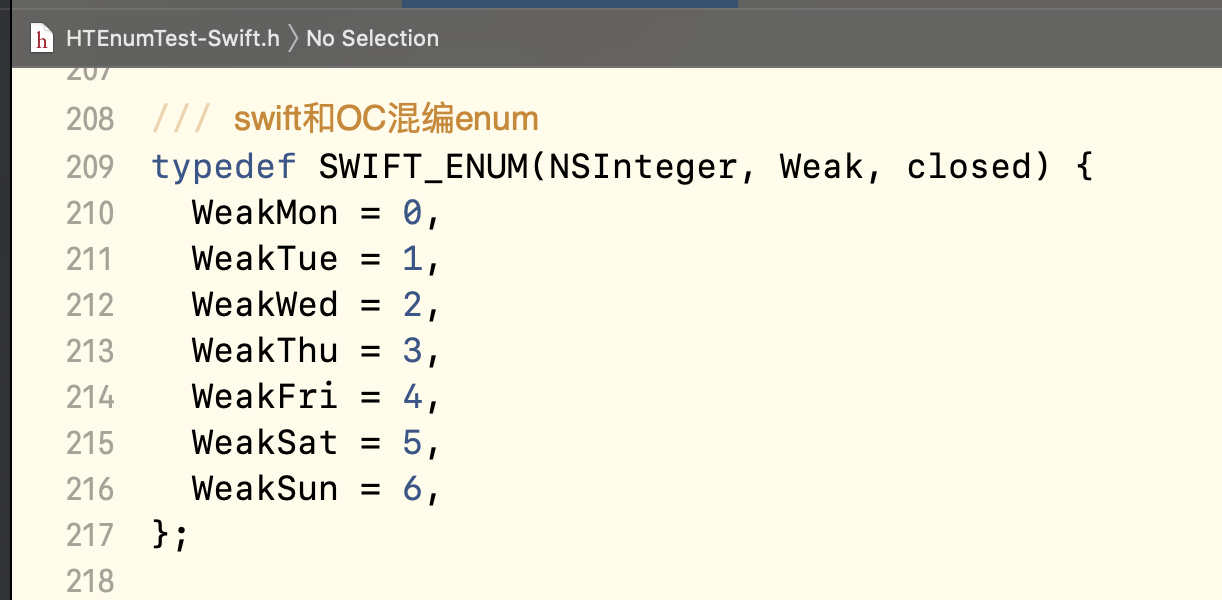 h HTEnumTest-Swift.h 〉 No Selection
207
208 /// swift和OC混编enum
209 typedef SWIFT_ENUM(NSInteger, Weak, closed) {
210 WeakMon = 0,
211 WeakTue = 1,
212 WeakWed = 2,
213 WeakThu = 3,
214 WeakFri = 4,
215 WeakSat = 5,
216 WeakSun = 6,
217 };
218